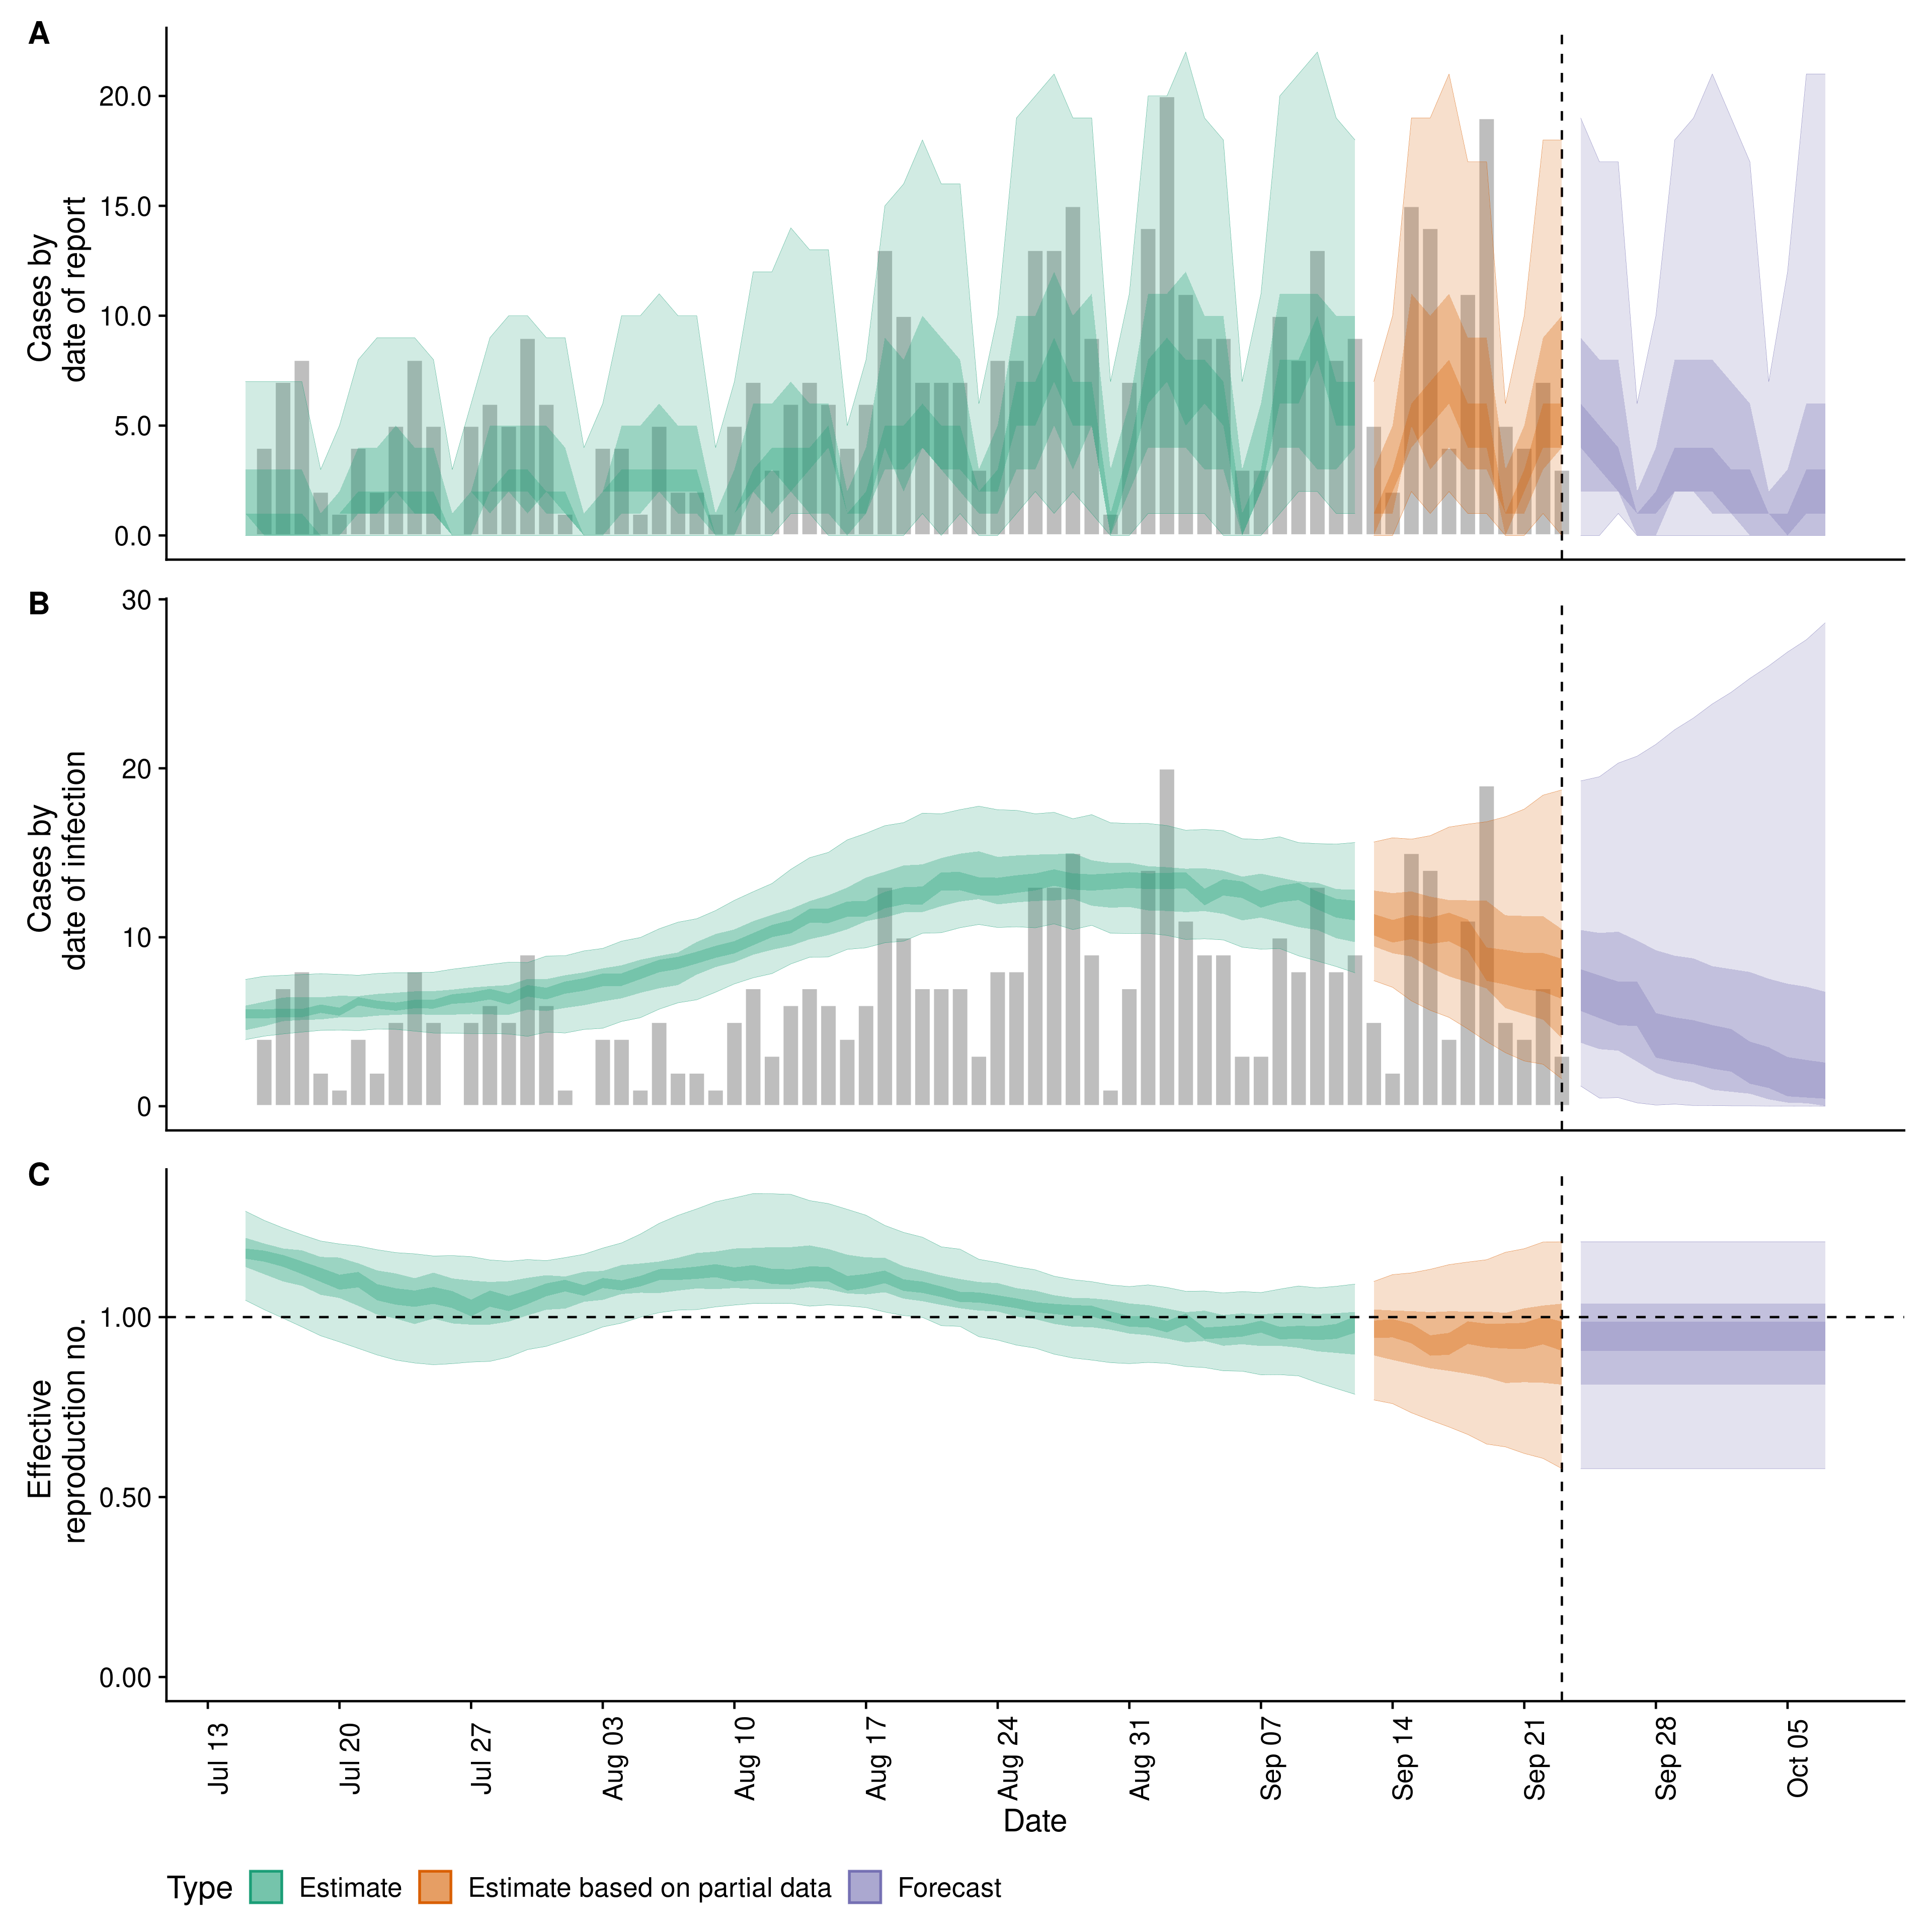 A
Cases by
date of report
20.0
15.0
10.0
5.0
0.0
B
Cases by
date of infection
30
20
10
0
C
Effective
reproduction no.
1.00
0.50
0.00
Jul 13
Jul 20
Jul 27
Aug 03
Aug 10
Aug 17
Aug 24
Aug 31
Sep 07
Sep 14
Sep 21
Sep 28
Oct 05
Date
Type
Estimate
Estimate based on partial data
Forecast